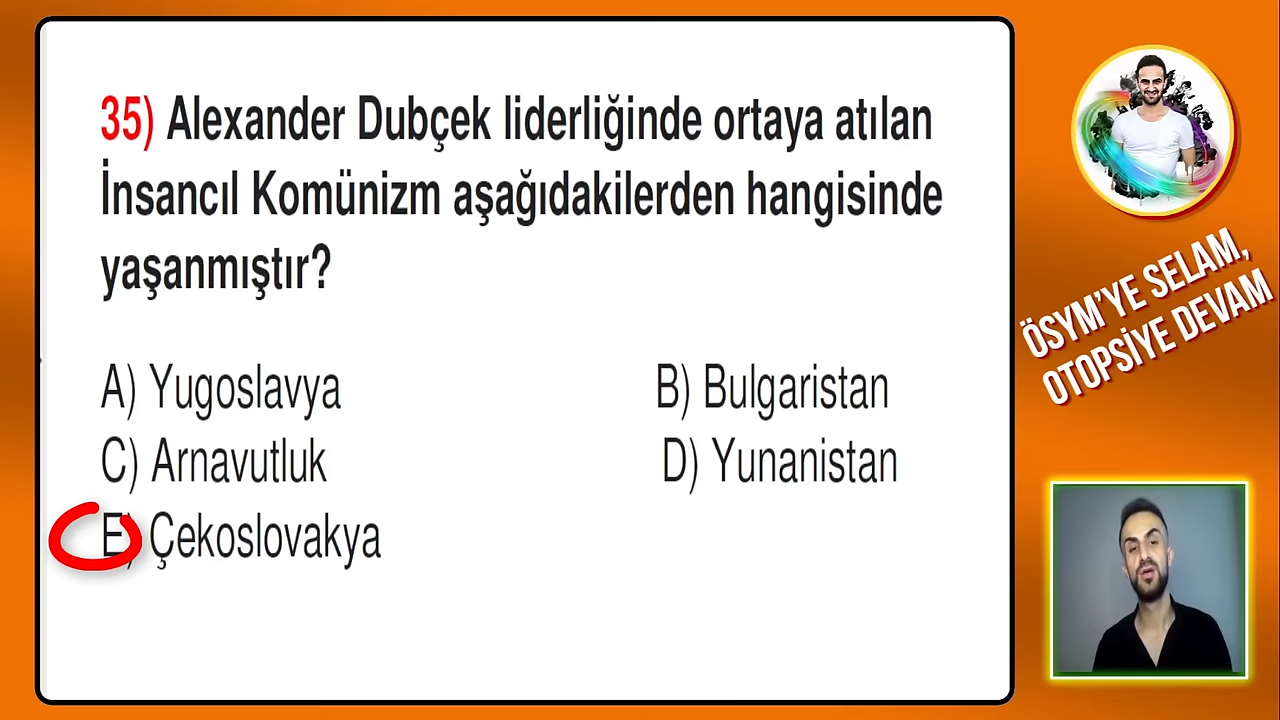 35) Alexander Dubçek liderliğinde ortaya atılan
İnsancıl Komünizm aşağıdakilerden hangisinde
yaşanmıştır?
A) Yugoslavya
B) Bulgaristan
C) Arnavutluk
D) Yunanistan
E) Çekoslovakya
ÖSYM'YE SELAM,
OTOPSİYE DEVAM